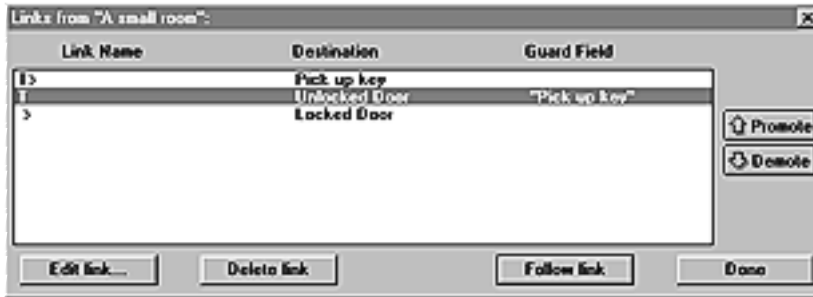 Links from "A small room":
Link Name Destination Guard Field
Pick up key
Unlocked Door "Pick up key"
> Locked Door
Promote
Demote
Edit link... Delete link Follow link Done